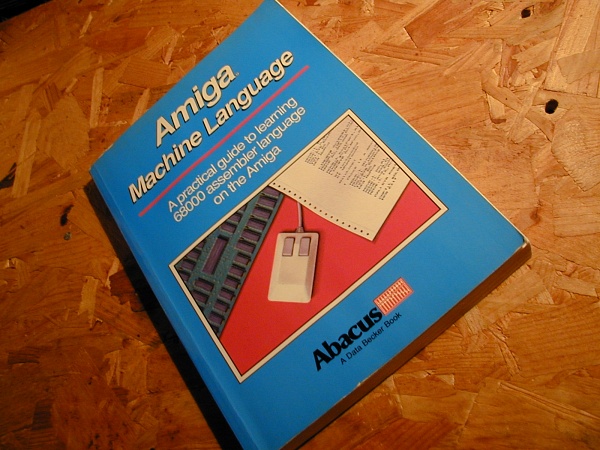 Amiga
Machine Language
A practical guide to learning
68000 assembler language
on the Amiga
Abacus
A Data Becker Book